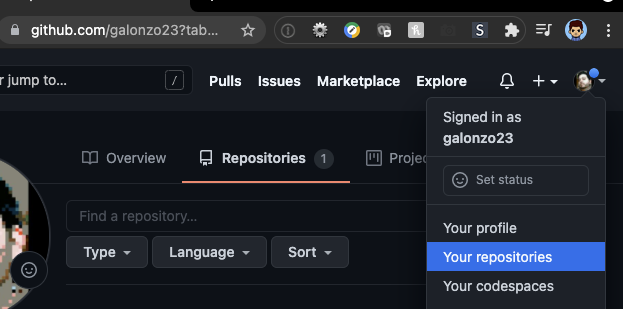 github.com/galonzo23?tab...
r jump to...
/
Pulls Issues Marketplace Explore
Signed in as
galonzo23
Set status
Overview Repositories 1 Projec
Find a repository...
Type Language Sort
Your profile
Your repositories
Your codespaces